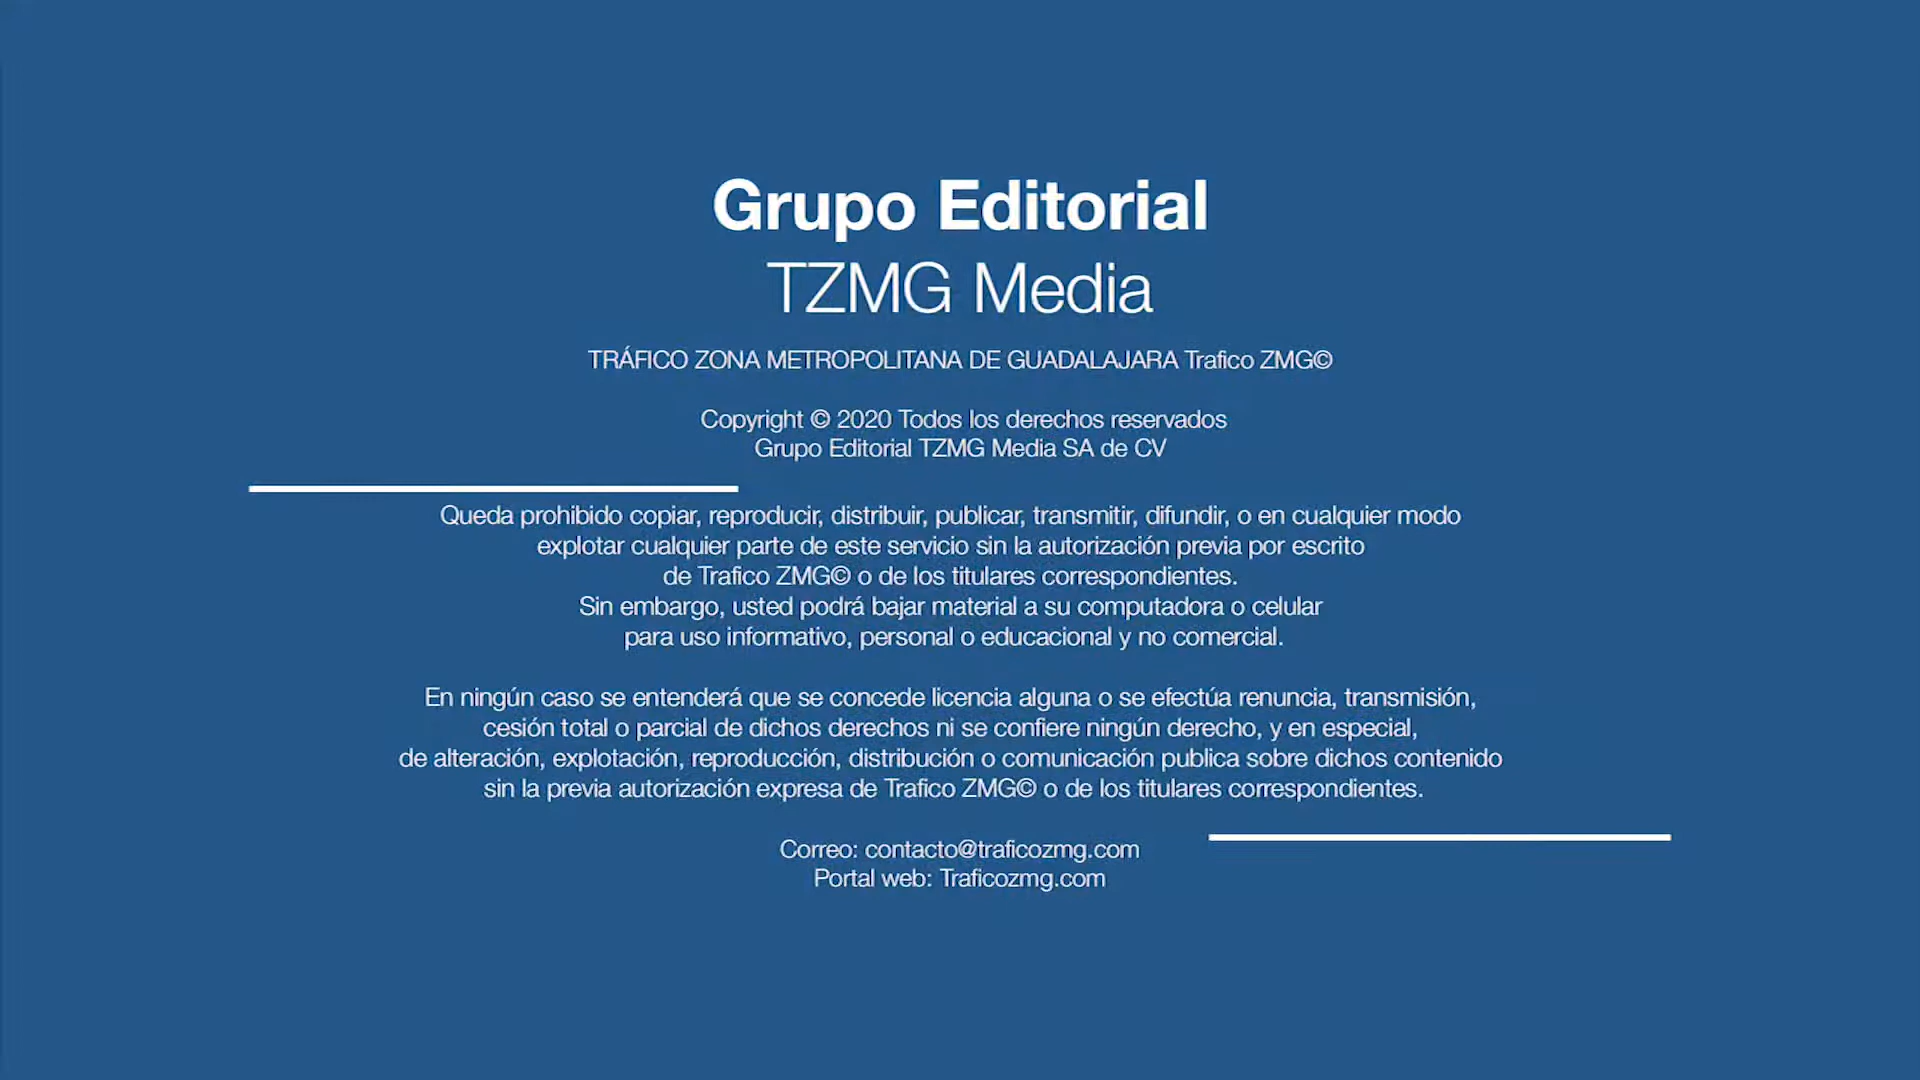 Grupo Editorial
TZMG Media
TRÁFICO ZONA METROPOLITANA DE GUADALAJARA Trafico ZMG©
Copyright © 2020 Todos los derechos reservados
Grupo Editorial TZMG Media SA de CV
Queda prohibido copiar, reproducir, distribuir, publicar, transmitir, difundir, o en cualquier modo
explotar cualquier parte de este servicio sin la autorización previa por escrito
de Trafico ZMG© o de los titulares correspondientes.
Sin embargo, usted podrá bajar material a su computadora o celular
para uso informativo, personal o educacional y no comercial.
En ningún caso se entenderá que se concede licencia alguna o se efectúa renuncia, transmisión,
cesión total o parcial de dichos derechos ni se confiere ningún derecho, y en especial,
de alteración, explotación, reproducción, distribución o comunicación publica sobre dichos contenido
sin la previa autorización expresa de Trafico ZMG© o de los titulares correspondientes.
Correo: contacto@traficozmg.com
Portal web: Traficozmg.com